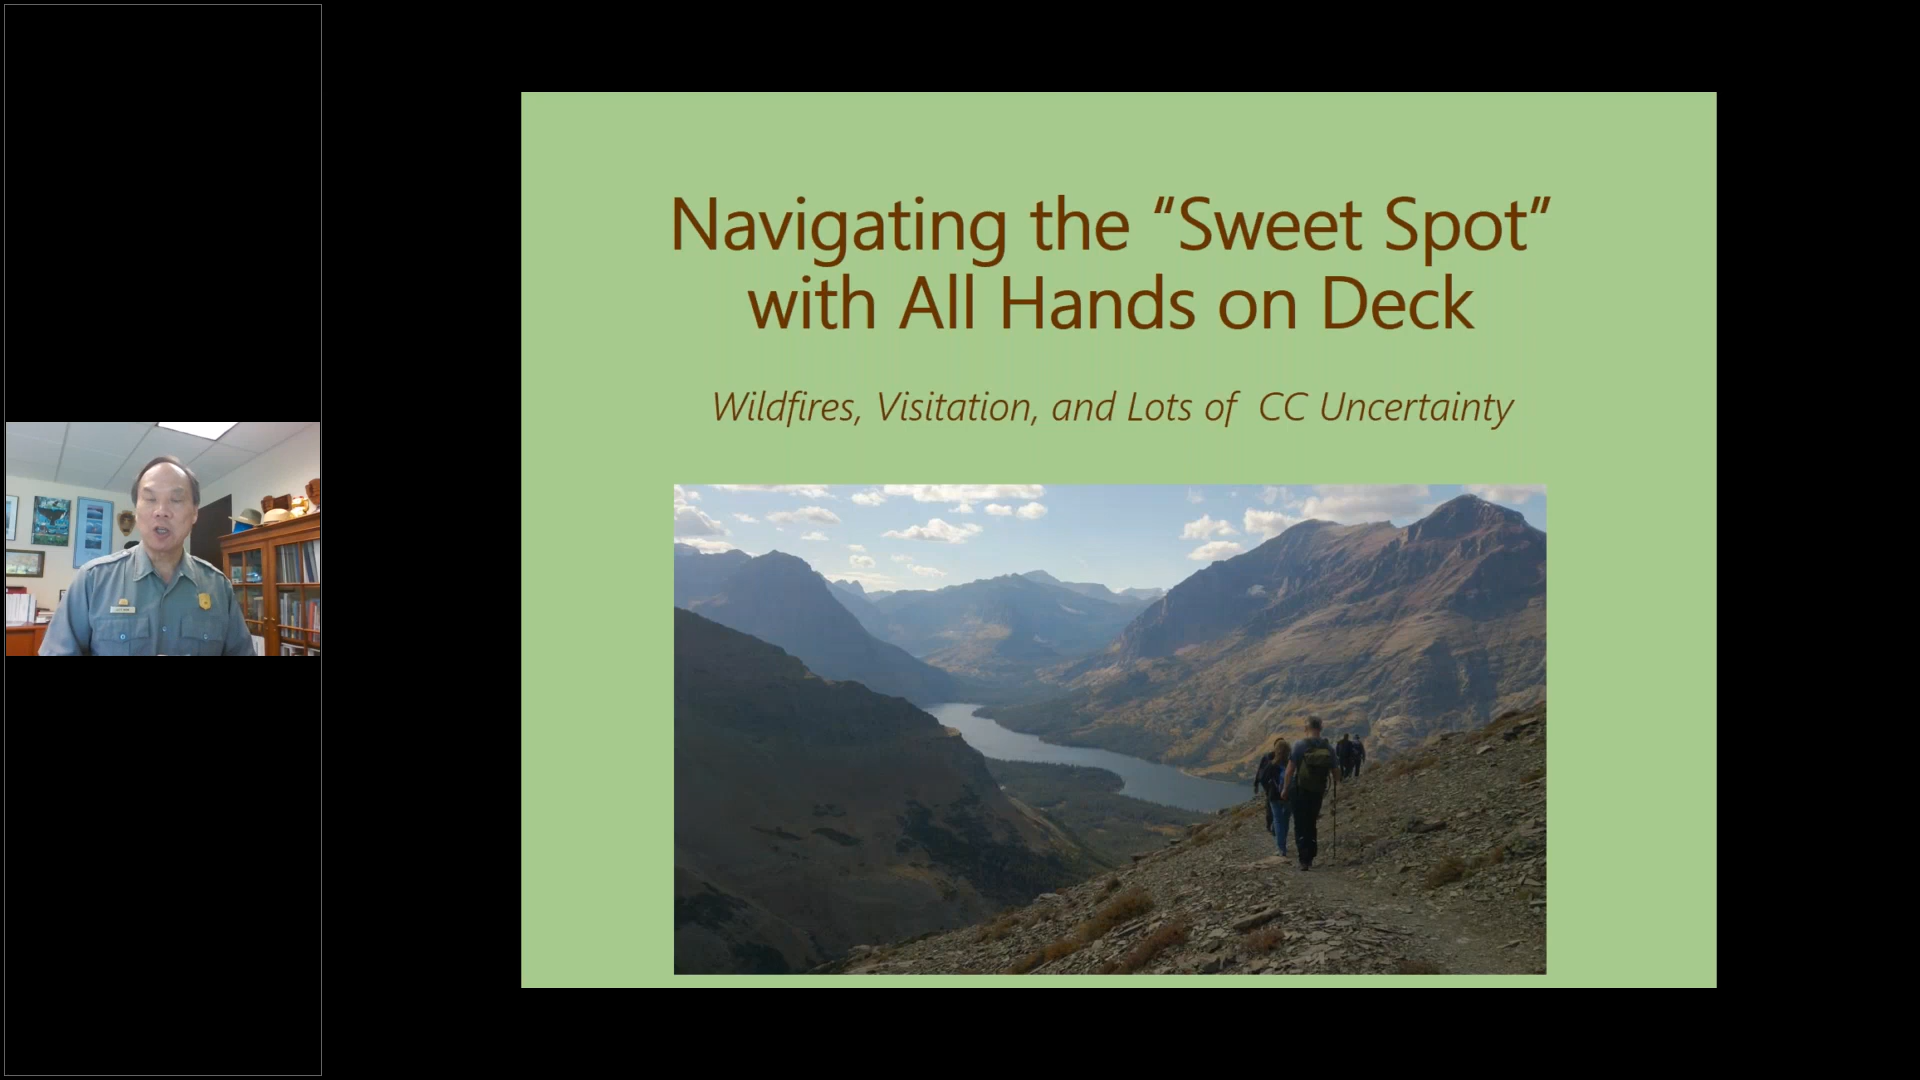 Navigating the “Sweet Spot”
with All Hands on Deck
Wildfires, Visitation, and Lots of CC Uncertainty